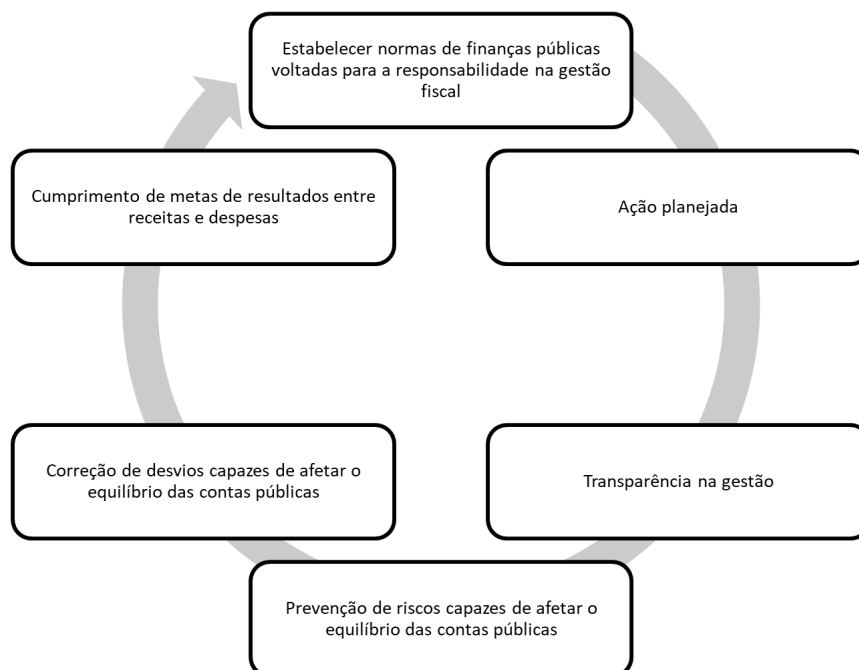 Estabelecer normas de finanças públicas
voltadas para a responsabilidade na gestão
fiscal
Ação planejada
Transparência na gestão
Prevenção de riscos capazes de afetar o
equilíbrio das contas públicas
Correção de desvios capazes de afetar o
equilíbrio das contas públicas
Cumprimento de metas de resultados entre
receitas e despesas